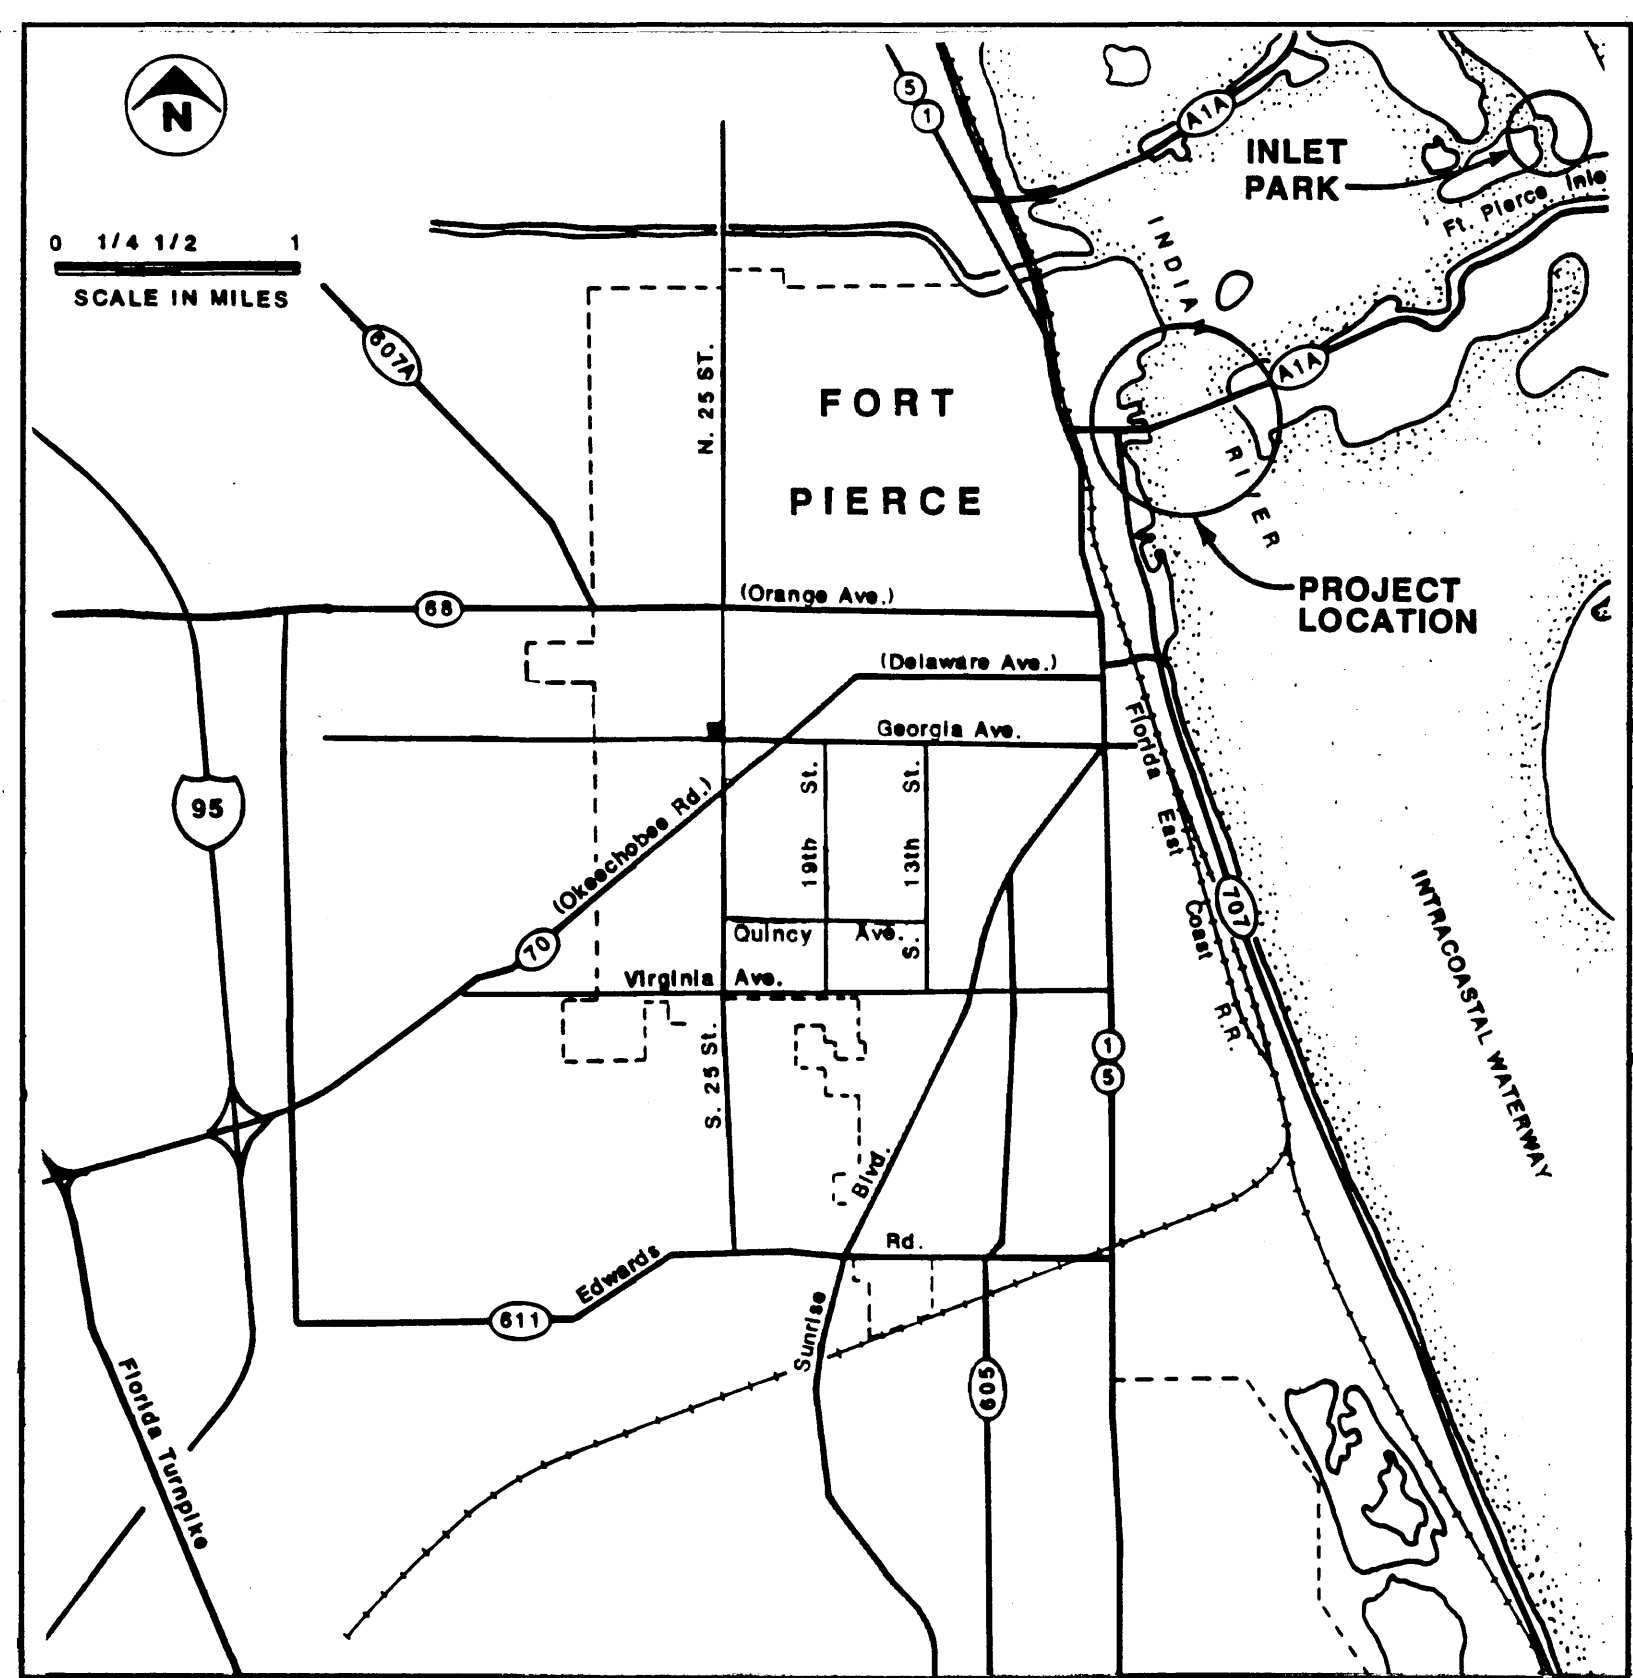 N
0 1/4 1/2 1
SCALE IN MILES
5
1
A1A
INLET
PARK
Ft. Pierce Inle
INDIAN
RIVER
607A
N. 25 ST.
FORT
PIERCE
A1A
PROJECT
LOCATION
68
(Orange Ave.)
(Delaware Ave.)
Georgia Ave.
95
(Okeechobee Rd.)
70
19th St.
13th St.
S.
Quincy Ave.
Virginia Ave.
Florida East Coast R.R.
707
INTRACOASTAL WATERWAY
S. 25 St.
1
5
Sunrise Blvd.
Edwards Rd.
611
605
Florida Turnpike